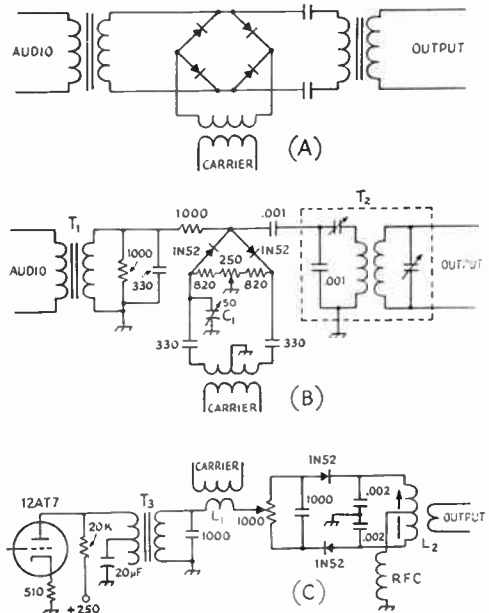 AUDIO
OUTPUT
CARRIER
(A)
T1
T2
1000
.001
AUDIO
1000
330
1N52
250
1N52
820
820
50
C1
.001
OUTPUT
330
330
CARRIER
(B)
12AT7
20K
T3
CARRIER
L1
1000
1000
1N52
1000
.002
.002
1N52
L2
OUTPUT
510
+250
20µF
RFC
(C)